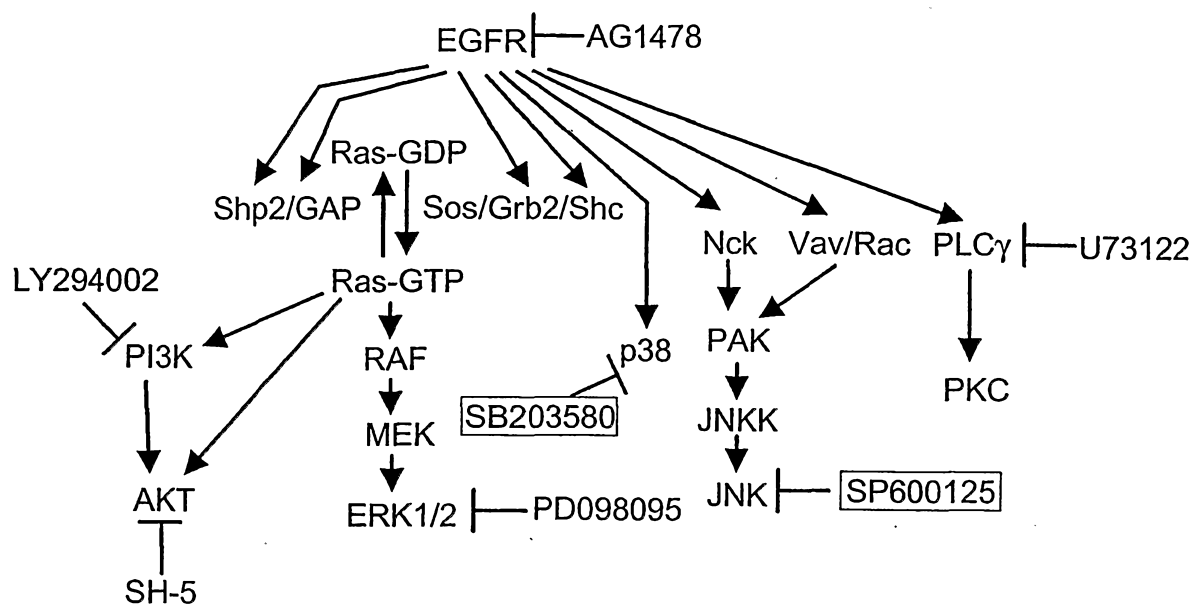 EGFR
AG1478
Ras-GDP
Shp2/GAP
Sos/Grb2/Shc
Nck
Vav/Rac
PLCγ
U73122
LY294002
Ras-GTP
PI3K
RAF
p38
PAK
PKC
SB203580
MEK
JNKK
AKT
ERK1/2
PD098095
JNK
SP600125
SH-5